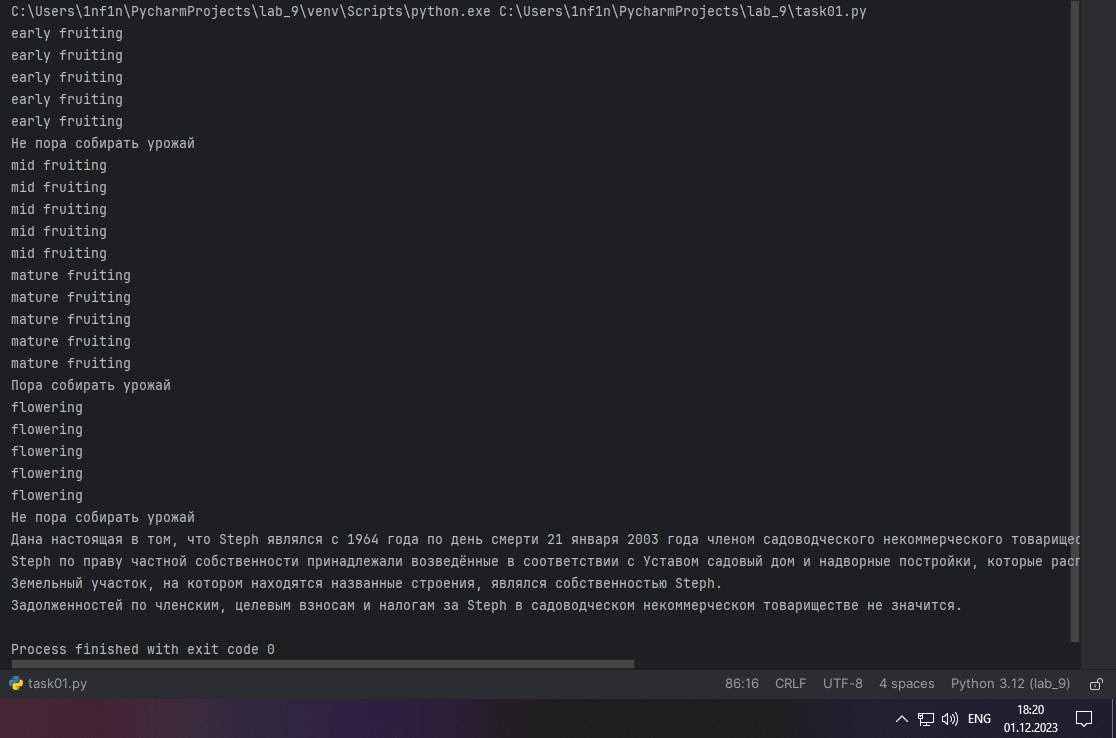 C:\Users\1nf1n\PycharmProjects\lab_9\venv\Scripts\python.exe C:\Users\1nf1n\PycharmProjects\lab_9\task01.py
early fruiting
early fruiting
early fruiting
early fruiting
early fruiting
Не пора собирать урожай
mid fruiting
mid fruiting
mid fruiting
mid fruiting
mid fruiting
mature fruiting
mature fruiting
mature fruiting
mature fruiting
mature fruiting
Пора собирать урожай
flowering
flowering
flowering
flowering
flowering
Не пора собирать урожай
Дана настоящая в том, что Steph являлся с 1964 года по день смерти 21 января 2003 года членом садоводческого некоммерческого
Steph по праву частной собственности принадлежали возведённые в соответствии с Уставом садовый дом и надворные постройки, которые
Земельный участок, на котором находятся названные строения, являлся собственностью Steph.
Задолженностей по членским, целевым взносам и налогам за Steph в садоводческом некоммерческом товариществе не значится.
Process finished with exit code 0
task01.py 86:16 CRLF UTF-8 4 spaces Python 3.12 (lab_9)
ENG 18:20
01.12.2023